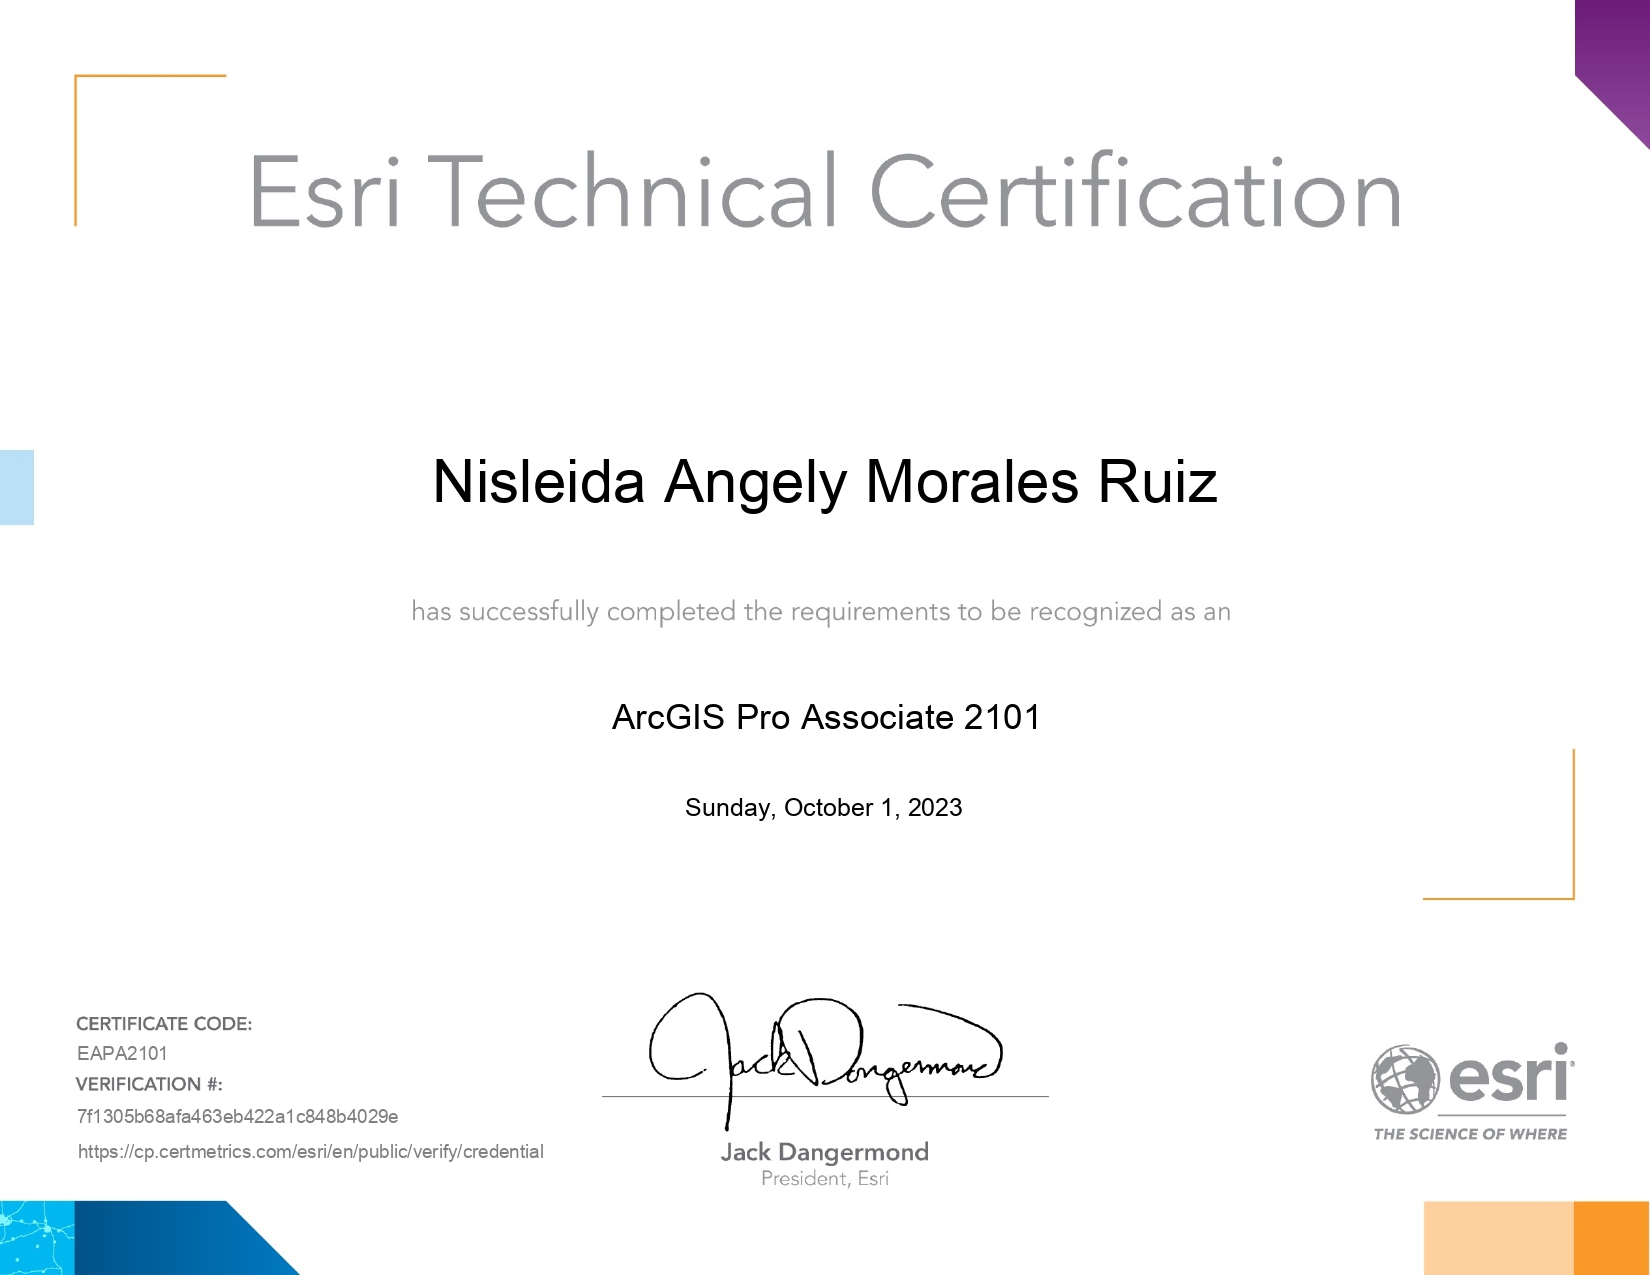 Esri Technical Certification
Nisleida Angely Morales Ruiz
has successfully completed the requirements to be recognized as an
ArcGIS Pro Associate 2101
Sunday, October 1, 2023
CERTIFICATE CODE:
EAPA2101
VERIFICATION #:
7f1305b68afa463eb422a1c848b4029e
https://cp.certmetrics.com/esri/en/public/verify/credential
Jack Dangermond
Jack Dangermond
President, Esri
esri®
THE SCIENCE OF WHERE